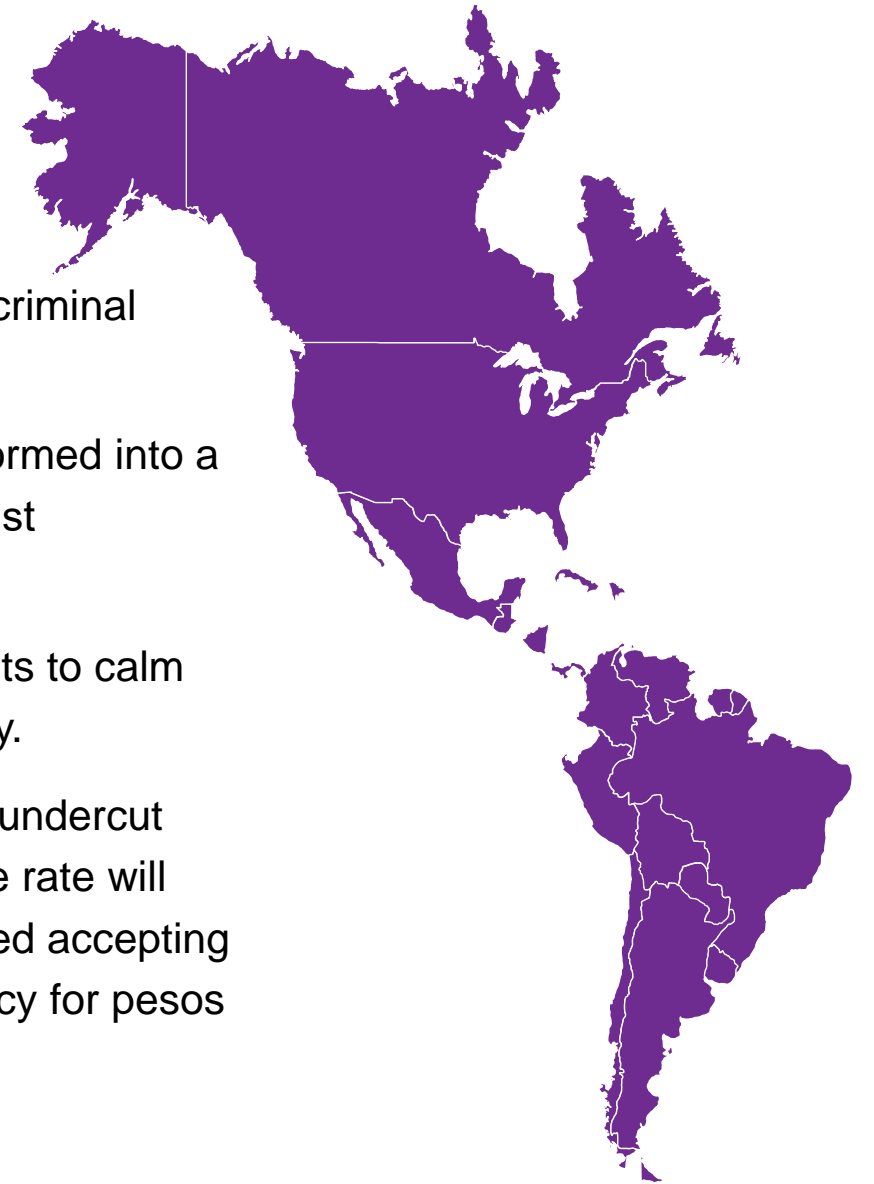 criminal
ormed into a
st
ts to calm
y.
undercut
e rate will
ed accepting
cy for pesos